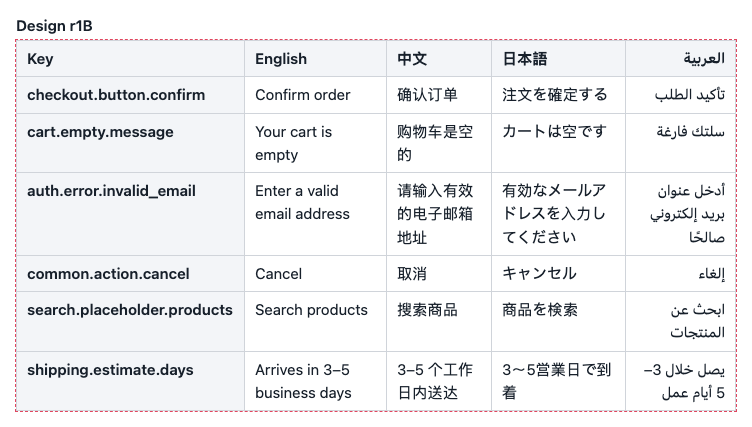 Design r1B
Key
English
中文
日本語
العربية
checkout.button.confirm
Confirm order
确认订单
注文を確定する
تأكيد الطلب
cart.empty.message
Your cart is
empty
购物车是空
的
カートは空です
سلتك فارغة
auth.error.invalid_email
Enter a valid
email address
请输入有效
的电子邮箱
地址
有効なメールア
ドレスを入力し
てください
أدخل عنوان
بريد إلكتروني
صالحًا
common.action.cancel
Cancel
取消
キャンセル
إلغاء
search.placeholder.products
Search products
搜索商品
商品を検索
ابحث عن
المنتجات
shipping.estimate.days
Arrives in 3–5
business days
3–5 个工作
日内送达
3〜5営業日で到
着
يصل خلال 3–
5 أيام عمل